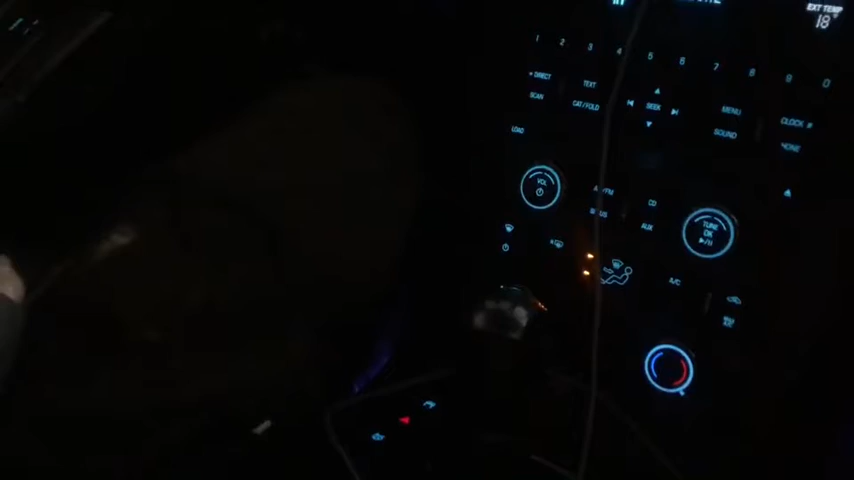 EXT TEMP
18
1 2 3 4 5 6 7 8 9 0
DIRECT TEXT
SCAN CAT/FOLD SEEK MENU CLOCK
LOAD SOUND PHONE
VOL
CD
AUX
TUNE
OK
A/C